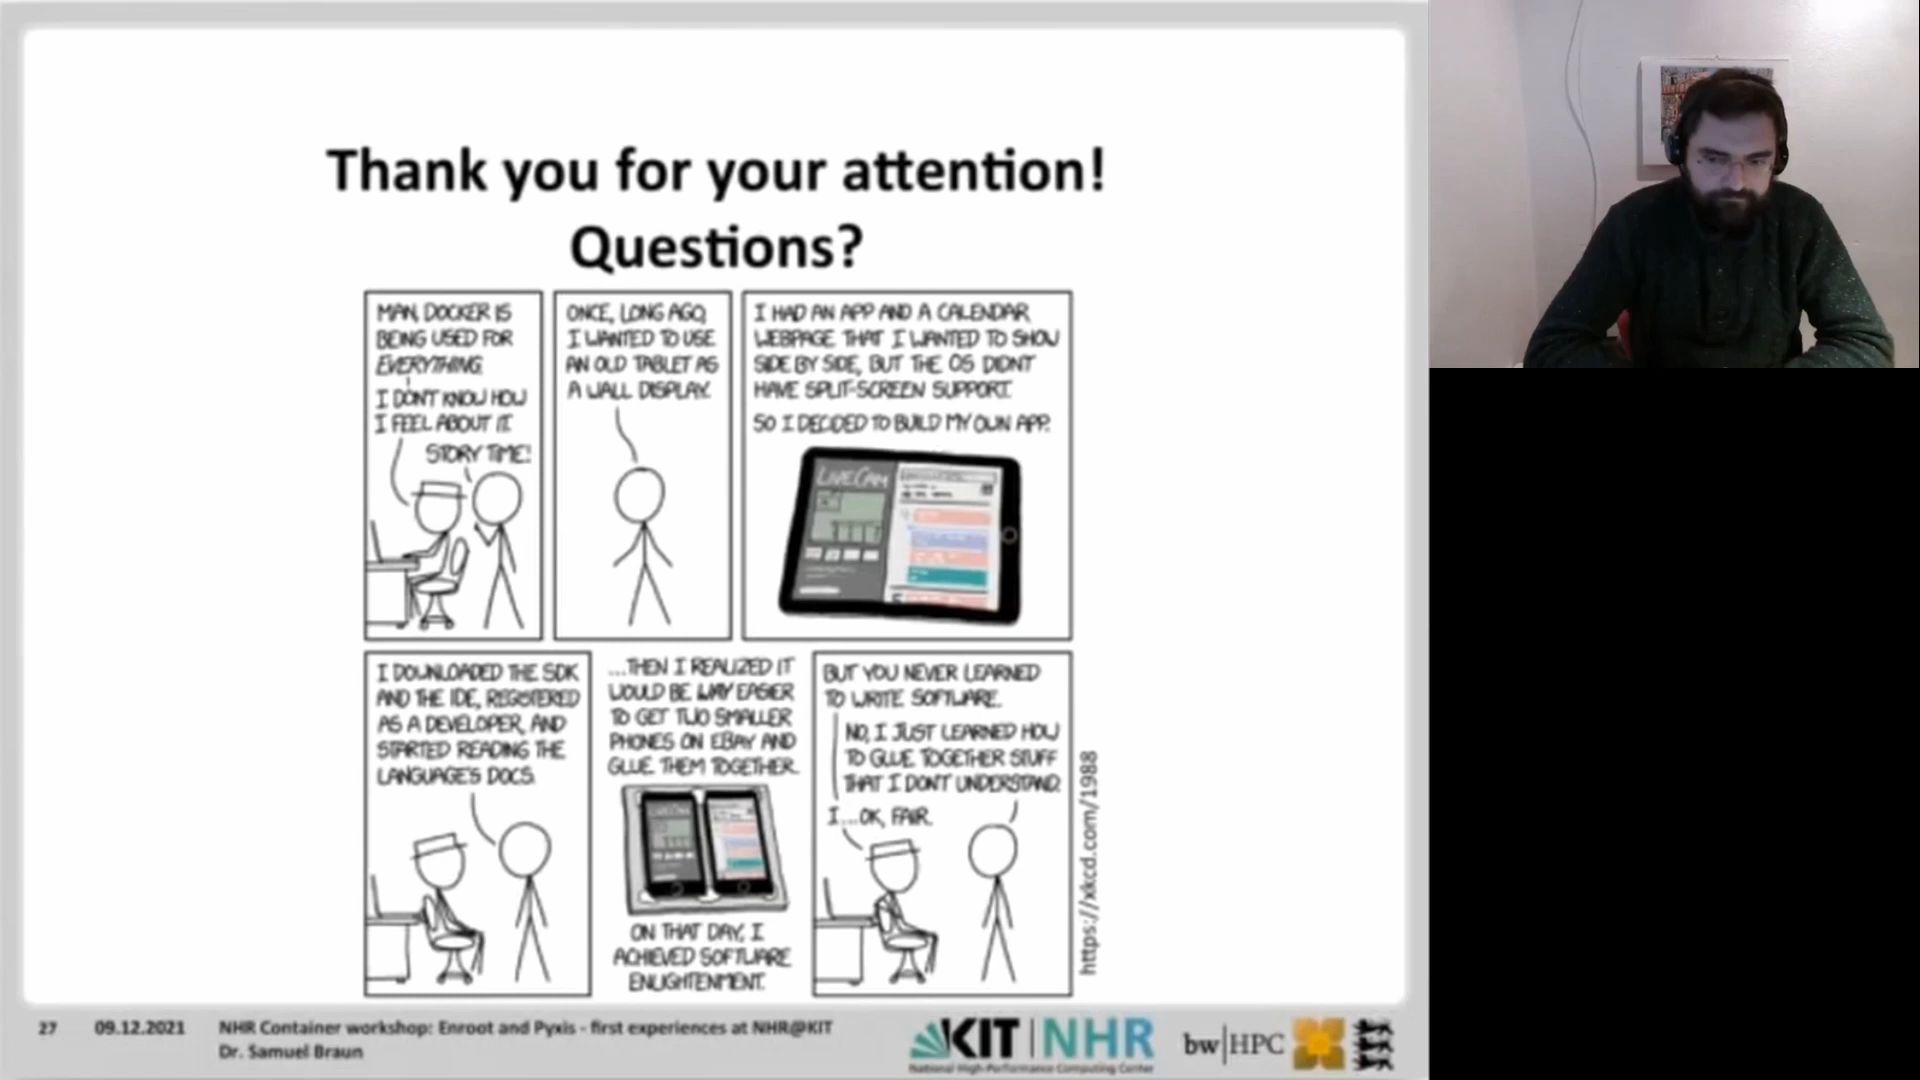 Thank you for your attention!
Questions?
MAN, DOCKER IS
BEING USED FOR
EVERYTHING.
I DON'T KNOW HOW
I FEEL ABOUT IT.
STORY TIME!
ONCE, LONG AGO,
I WANTED TO USE
AN OLD TABLET AS
A WALL DISPLAY.
I HAD AN APP AND A CALENDAR
WEBPAGE THAT I WANTED TO SHOW
SIDE BY SIDE, BUT THE OS DIDN'T
HAVE SPLIT-SCREEN SUPPORT.
SO I DECIDED TO BUILD MY OWN APP.
LIVECAM
I DOWNLOADED THE SDK
AND THE IDE, REGISTERED
AS A DEVELOPER, AND
STARTED READING THE
LANGUAGE'S DOCS.
...THEN I REALIZED IT
WOULD BE WAY EASIER
TO GET TWO SMALLER
PHONES ON EBAY AND
GLUE THEM TOGETHER.
ON THAT DAY, I
ACHIEVED SOFTWARE
ENLIGHTENMENT.
BUT YOU NEVER LEARNED
TO WRITE SOFTWARE.
NO, I JUST LEARNED HOW
TO GLUE TOGETHER STUFF
THAT I DON'T UNDERSTAND.
I...OK, FAIR.
https://xkcd.com/1988
27 09.12.2021 NHR Container workshop: Enroot and Pyxis - first experiences at NHR@KIT
Dr. Samuel Braun
KIT | NHR
National High-Performance Computing Center
bw|HPC